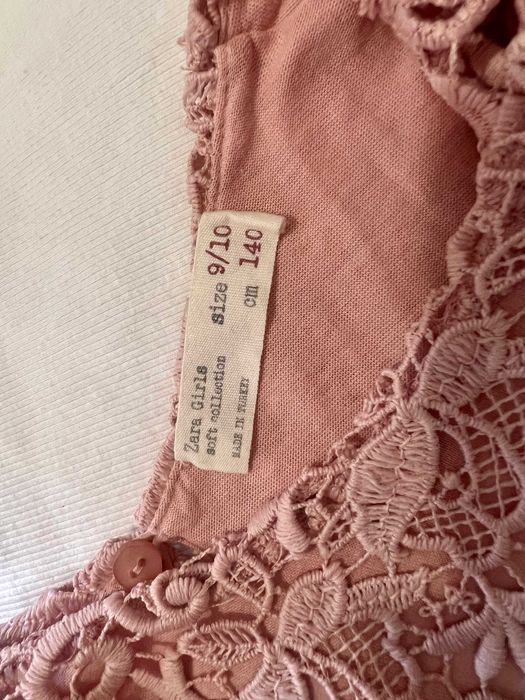 Zara Girls
soft collection
MADE IN TURKEY
size 9/10
cm 140